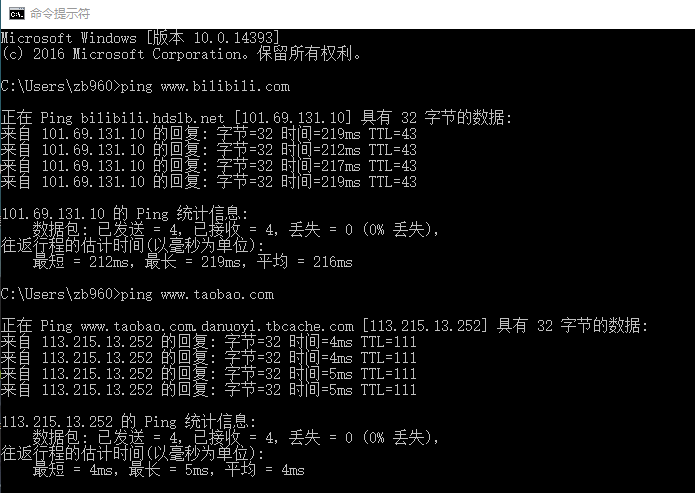 命令提示符
Microsoft Windows [版本 10.0.14393]
(c) 2016 Microsoft Corporation。保留所有权利。
C:\Users\zb960>ping www.bilibili.com
正在 Ping bilibili.hdslb.net [101.69.131.10] 具有 32 字节的数据:
来自 101.69.131.10 的回复: 字节=32 时间=219ms TTL=43
来自 101.69.131.10 的回复: 字节=32 时间=212ms TTL=43
来自 101.69.131.10 的回复: 字节=32 时间=217ms TTL=43
来自 101.69.131.10 的回复: 字节=32 时间=219ms TTL=43
101.69.131.10 的 Ping 统计信息:
数据包: 已发送 = 4，已接收 = 4，丢失 = 0 (0% 丢失)，
往返行程的估计时间(以毫秒为单位):
最短 = 212ms，最长 = 219ms，平均 = 216ms
C:\Users\zb960>ping www.taobao.com
正在 Ping www.taobao.com.danuoyi.tbcache.com [113.215.13.252] 具有 32 字节的数据:
来自 113.215.13.252 的回复: 字节=32 时间=4ms TTL=111
来自 113.215.13.252 的回复: 字节=32 时间=4ms TTL=111
来自 113.215.13.252 的回复: 字节=32 时间=5ms TTL=111
来自 113.215.13.252 的回复: 字节=32 时间=5ms TTL=111
113.215.13.252 的 Ping 统计信息:
数据包: 已发送 = 4，已接收 = 4，丢失 = 0 (0% 丢失)，
往返行程的估计时间(以毫秒为单位):
最短 = 4ms，最长 = 5ms，平均 = 4ms